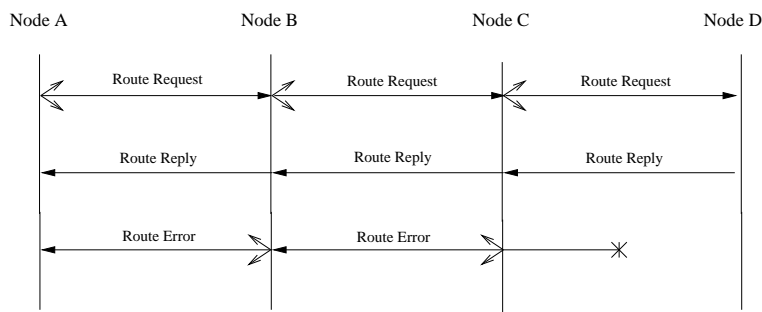 Node A Node B Node C Node D
Route Request Route Request Route Request
Route Reply Route Reply Route Reply
Route Error Route Error